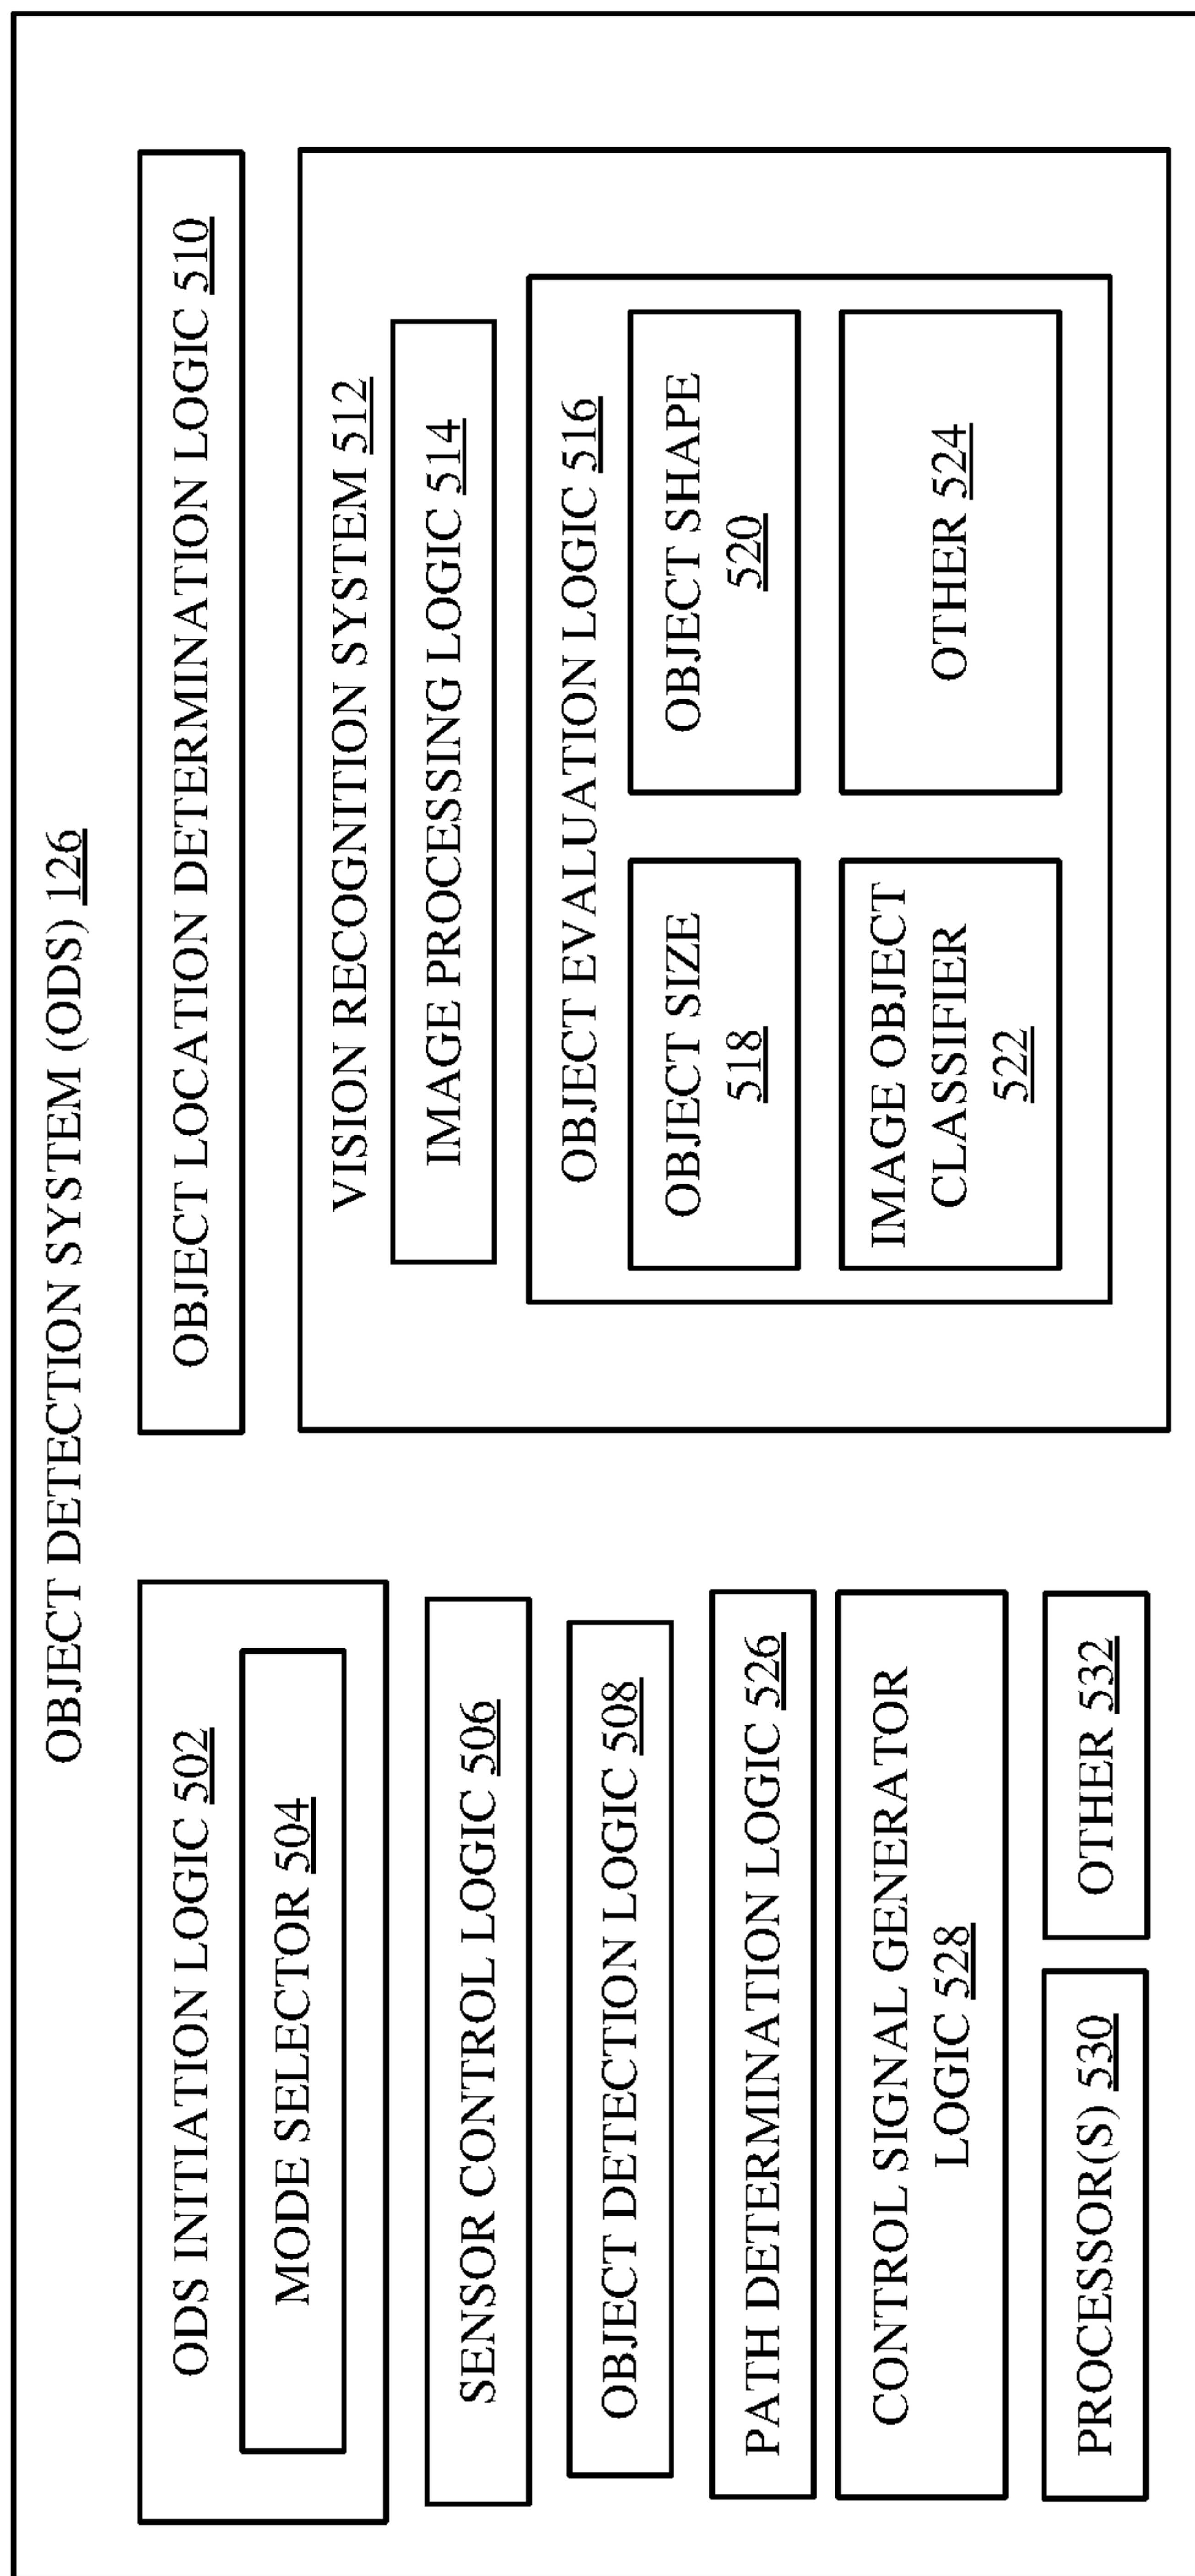 OBJECT DETECTION SYSTEM (ODS) 126
ODS INITIATION LOGIC 502
MODE SELECTOR 504
SENSOR CONTROL LOGIC 506
OBJECT DETECTION LOGIC 508
PATH DETERMINATION LOGIC 526
CONTROL SIGNAL GENERATOR
LOGIC 528
PROCESSOR(S) 530
OTHER 532
OBJECT LOCATION DETERMINATION LOGIC 510
VISION RECOGNITION SYSTEM 512
IMAGE PROCESSING LOGIC 514
OBJECT EVALUATION LOGIC 516
OBJECT SIZE
518
OBJECT SHAPE
520
IMAGE OBJECT
CLASSIFIER
522
OTHER 524